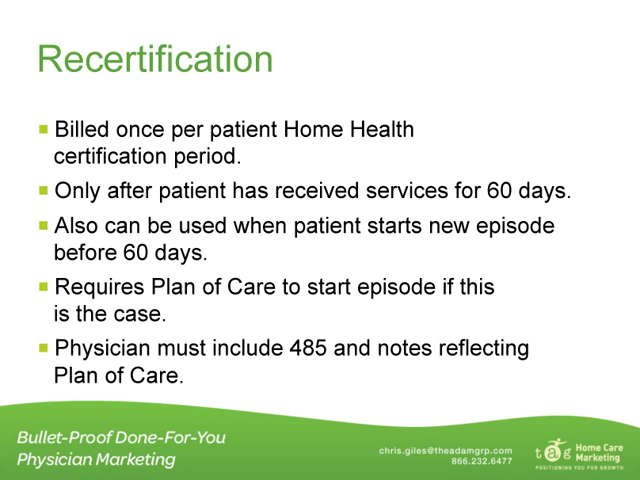 Recertification
Billed once per patient Home Health
certification period.
Only after patient has received services for 60 days.
Also can be used when patient starts new episode
before 60 days.
Requires Plan of Care to start episode if this
is the case.
Physician must include 485 and notes reflecting
Plan of Care.
Bullet-Proof Done-For-You
Physician Marketing
chris.giles@theadamgrp.com
866.232.6477
tag Home Care
Marketing
POSITIONING YOU FOR GROWTH